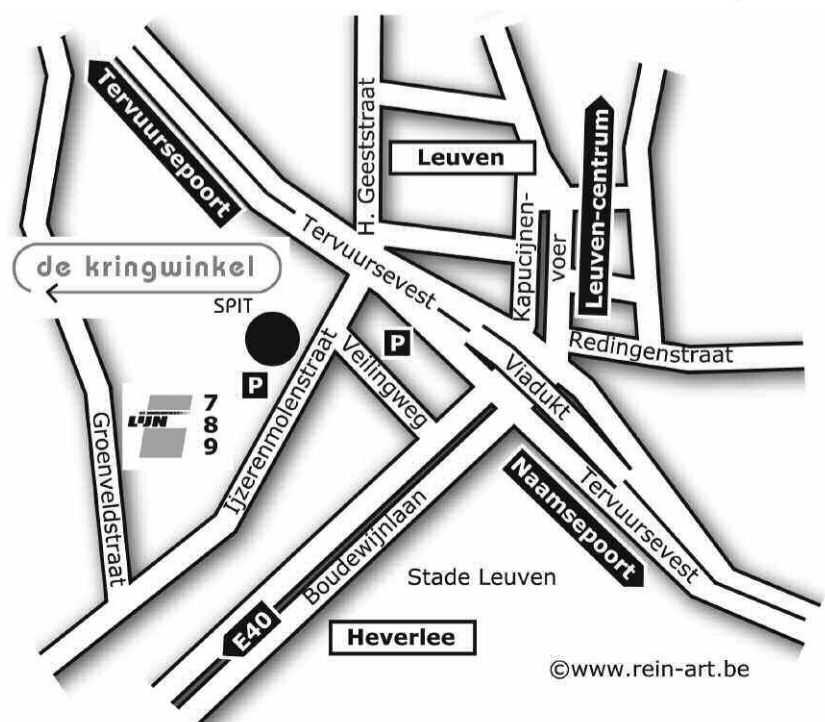 Tervuursepoort
H. Geeststraat
Leuven
Kapucijnen-
voer
Leuven-centrum
de kringwinkel
SPIT
Tervuursevest
P
P
Veilingweg
Viadukt
Redingenstraat
LIJN
7
8
9
Groenveldstraat
Ijzerenmolenstraat
Boudewijnlaan
Naamsepoort
Tervuursevest
Stade Leuven
E40
Heverlee
©www.rein-art.be